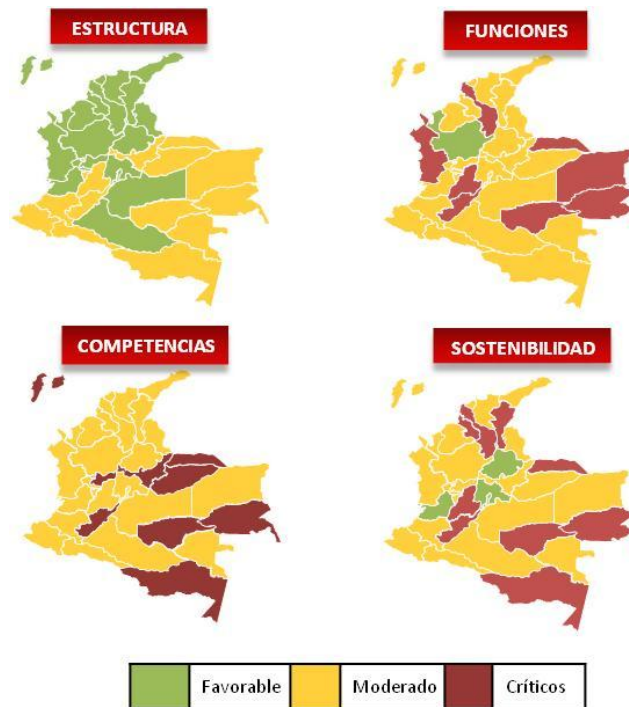 ESTRUCTURA
FUNCIONES
COMPETENCIAS
SOSTENIBILIDAD
Favorable
Moderado
Críticos